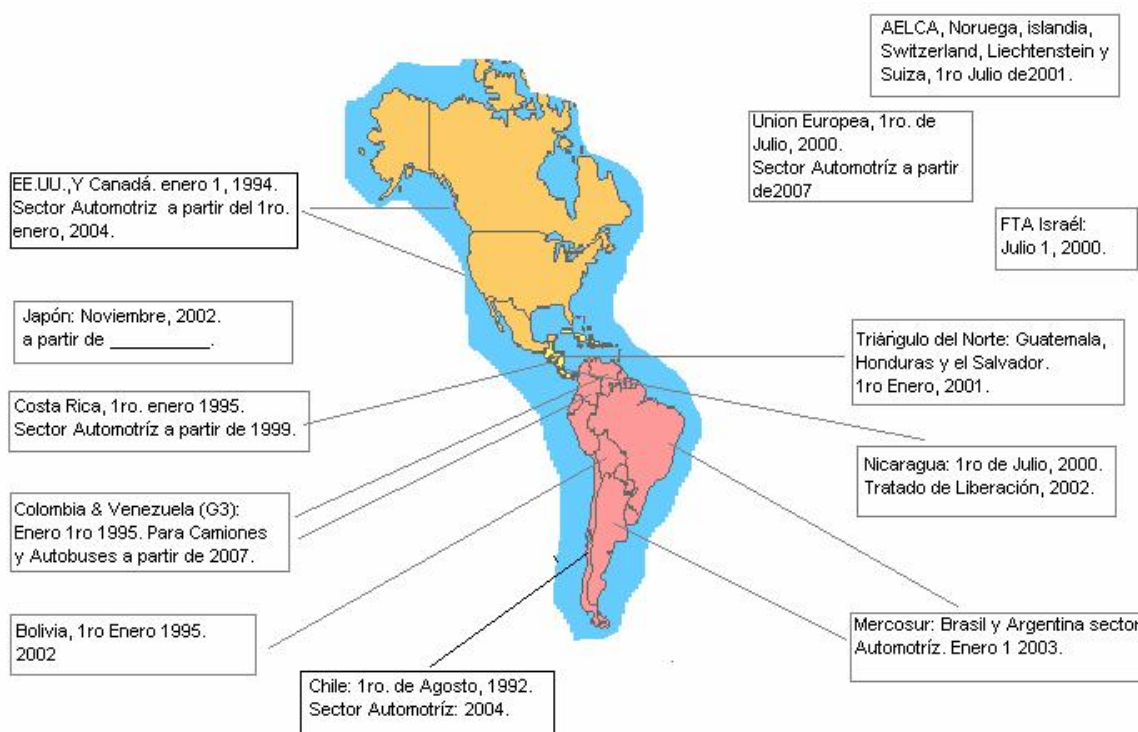 AELCA, Noruega, islandia,
Switzerland, Liechtenstein y
Suiza, 1ro Julio de2001.
Union Europea, 1ro. de
Julio, 2000.
Sector Automotríz a partir
de2007
EE.UU.,Y Canadá. enero 1, 1994.
Sector Automotriz a partir del 1ro.
enero, 2004.
FTA Israél:
Julio 1, 2000.
Japón: Noviembre, 2002.
a partir de __________.
Triángulo del Norte: Guatemala,
Honduras y el Salvador.
1ro Enero, 2001.
Costa Rica, 1ro. enero 1995.
Sector Automotríz a partir de 1999.
Nicaragua: 1ro de Julio, 2000.
Tratado de Liberación, 2002.
Colombia & Venezuela (G3):
Enero 1ro 1995. Para Camiones
y Autobuses a partir de 2007.
Bolivia, 1ro Enero 1995.
2002
Mercosur: Brasil y Argentina sector
Automotríz. Enero 1 2003.
Chile: 1ro. de Agosto, 1992.
Sector Automotríz: 2004.